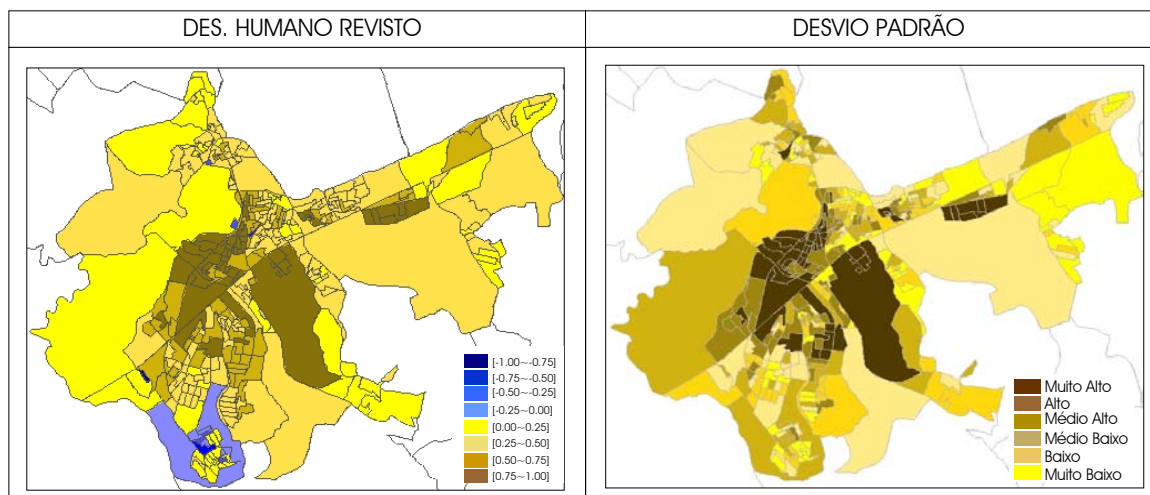 DES. HUMANO REVISTO
DESVIO PADRÃO
[-1.00~-0.75]
[-0.75~-0.50]
[-0.50~-0.25]
[-0.25~0.00]
[0.00~0.25]
[0.25~0.50]
[0.50~0.75]
[0.75~1.00]
Muito Alto
Alto
Médio Alto
Médio Baixo
Baixo
Muito Baixo